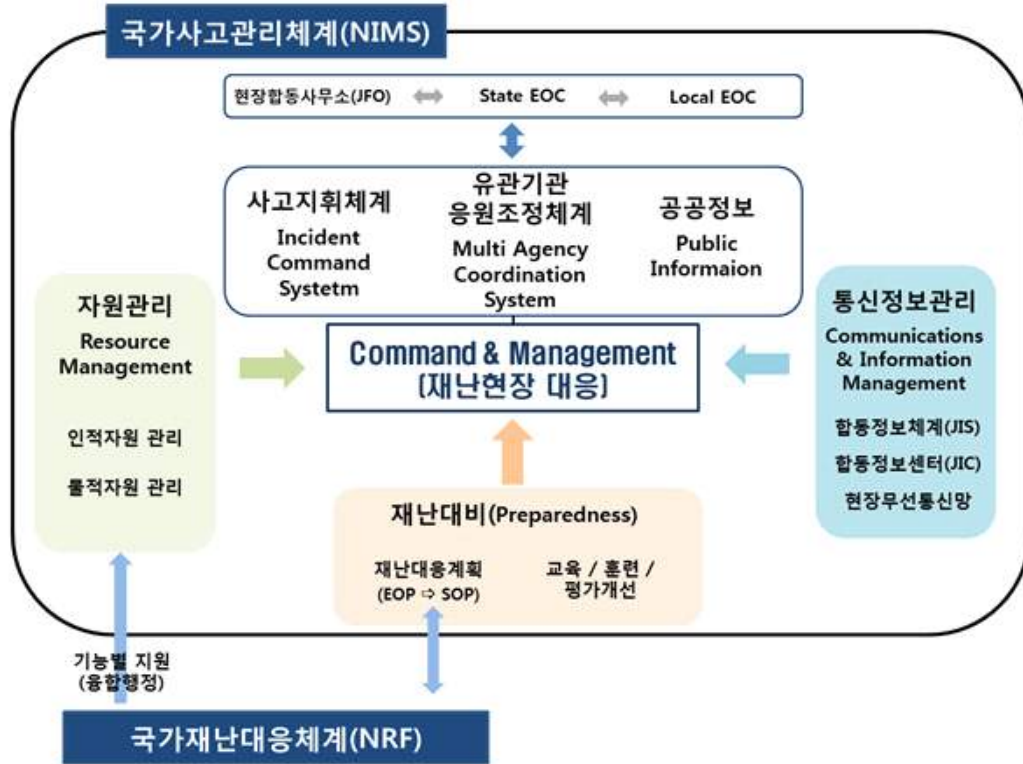 국가사고관리체계(NIMS)
현장합동사무소(JFO)
State EOC
Local EOC
사고지휘체계
Incident
Command
Systetm
유관기관
응원조정체계
Multi Agency
Coordination
System
공공정보
Public
Informaion
자원관리
Resource
Management
인적자원 관리
물적자원 관리
Command & Management
(재난현장 대응)
통신정보관리
Communications
& Information
Management
합동정보체계(JIS)
합동정보센터(JIC)
현장무선통신망
재난대비(Preparedness)
재난대응계획
(EOP ⇨ SOP)
교육 / 훈련 /
평가개선
기능별 지원
(융합행정)
국가재난대응체계(NRF)